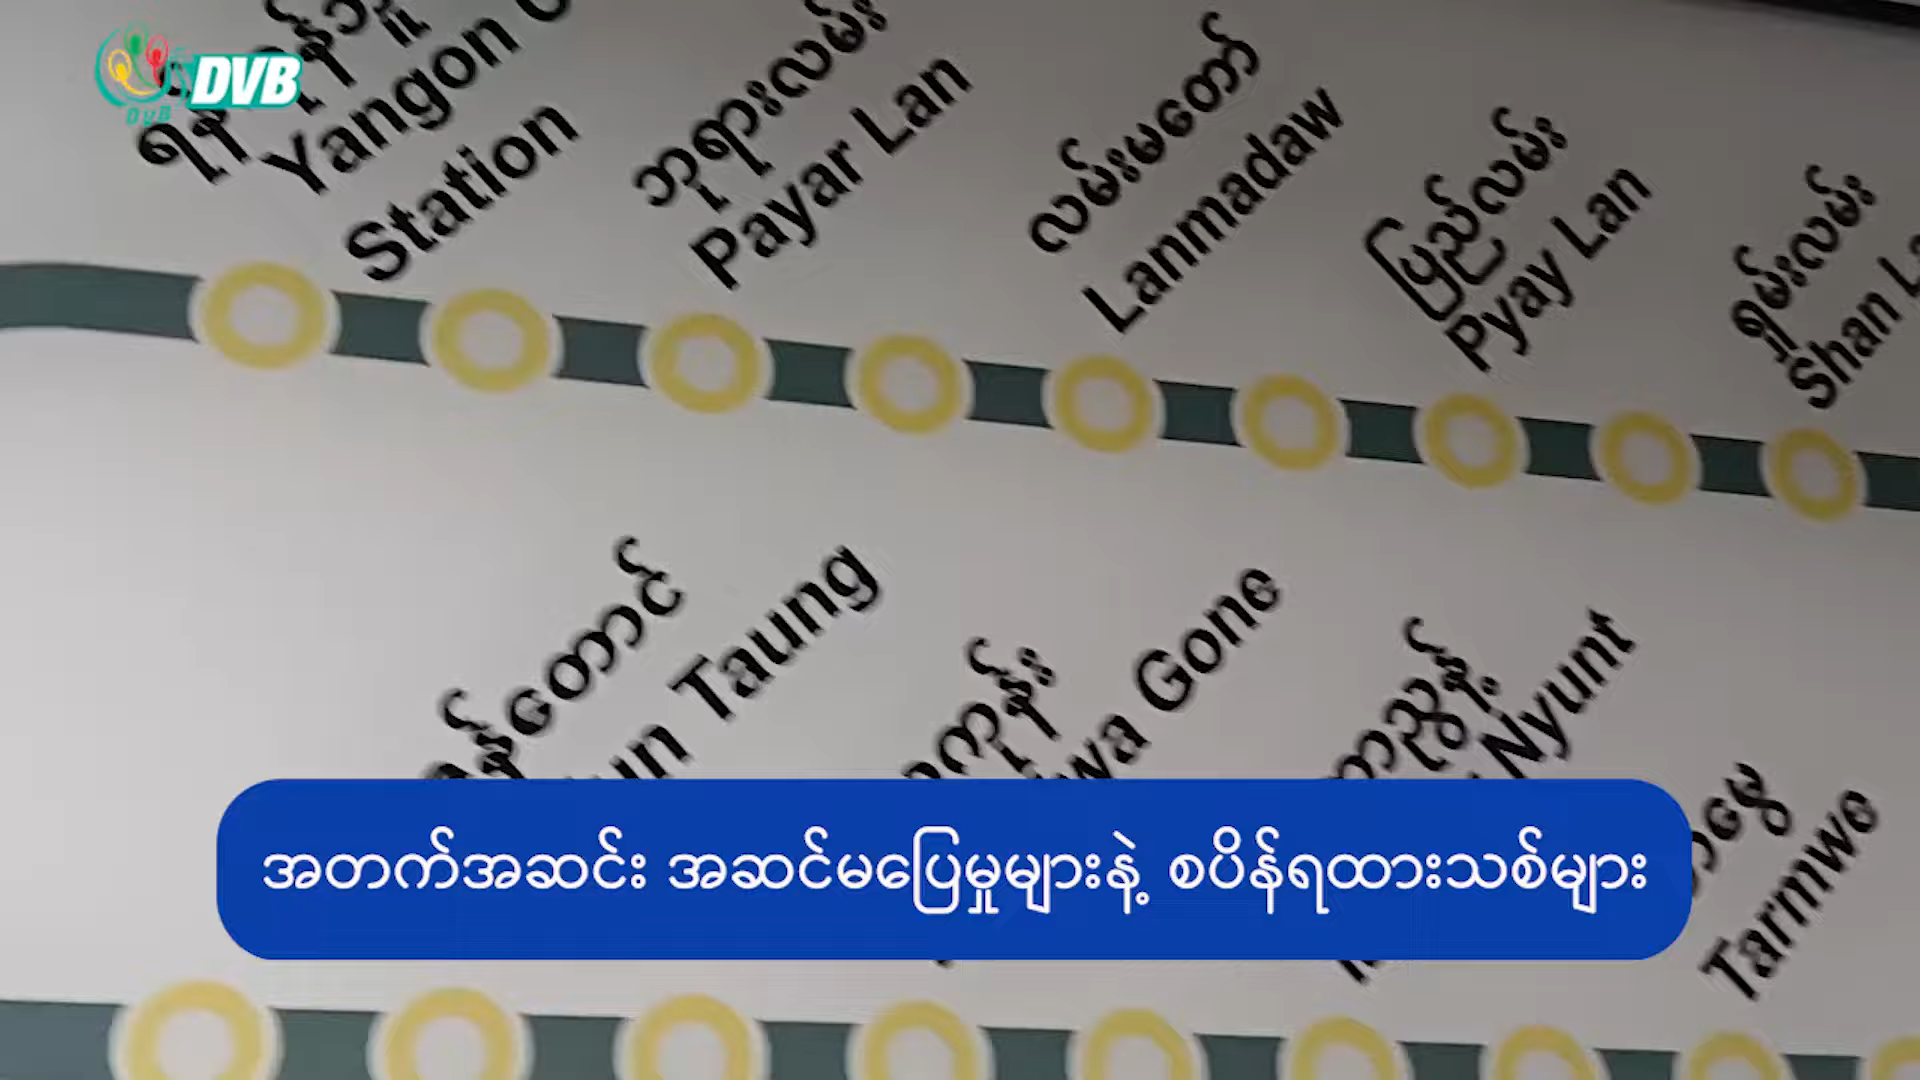 DVB
DVB
Yangon
Station
ဘုရားလမ်း
Payar Lan
လမ်းမတော်
Lanmadaw
ပြည်လမ်း
Pyay Lan
ရှမ်းလမ်း
Shan
Taung
Gone
Nyunt
Tarmwe
အတက်အဆင်း အဆင်မပြေမှုများနဲ့ စပိန်ရထားသစ်များ